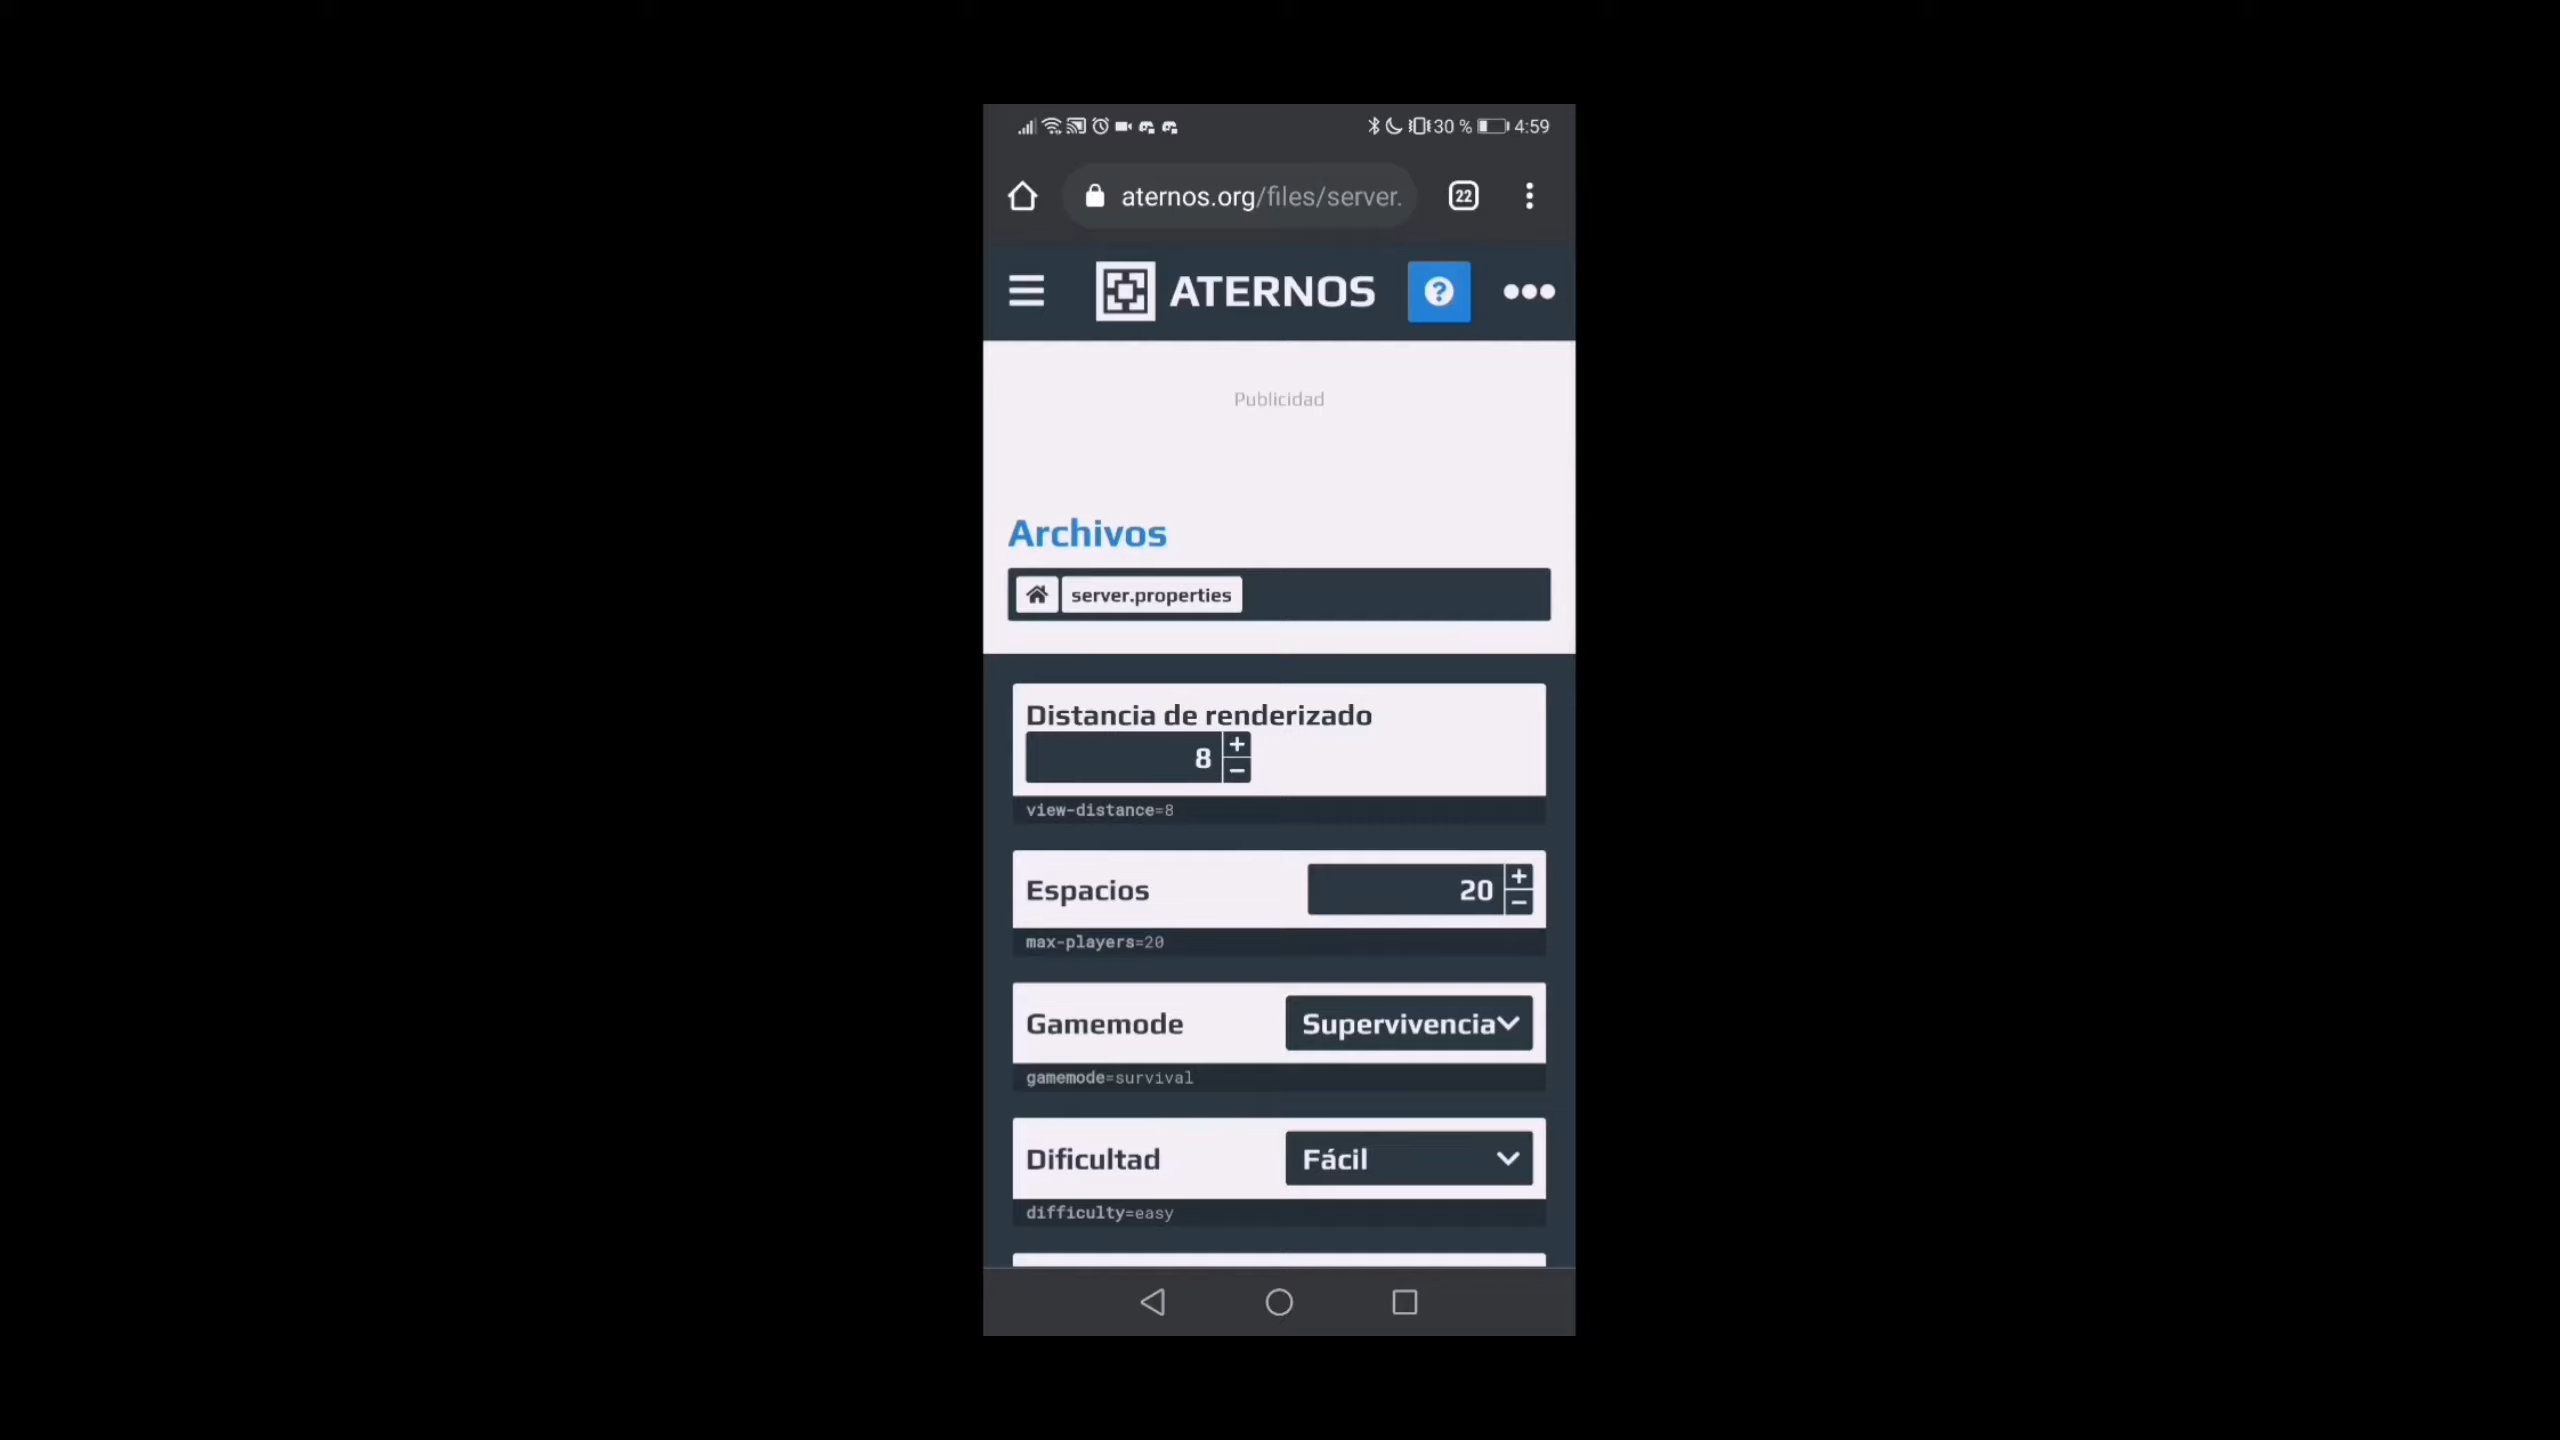 30 % 4:59
aternos.org/files/server.
22
ATERNOS
?
Publicidad
Archivos
server.properties
Distancia de renderizado
8
+
−
view-distance=8
Espacios
20
+
−
max-players=20
Gamemode
Supervivencia
gamemode=survival
Dificultad
Fácil
difficulty=easy